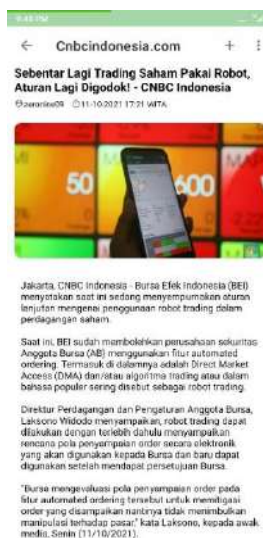 9:48 PM
Cnbcindonesia.com
Sebentar Lagi Trading Saham Pakai Robot,
Aturan Lagi Digodok! - CNBC Indonesia
11-10-2021 17:21 WITA
50
600
Jakarta, CNBC Indonesia - Bursa Efek Indonesia (BEI)
menyatakan saat ini sedang menyempurnakan aturan
lanjutan mengenai penggunaan robot trading dalam
perdagangan saham.
Saat ini, BEI sudah membolehkan perusahaan sekuritas
Anggota Bursa (AB) menggunakan fitur automated
ordering. Termasuk di dalamnya adalah Direct Market
Access (DMA) dan/atau algoritma trading atau dalam
bahasa populer sering disebut sebagai robot trading.
Direktur Perdagangan dan Pengaturan Anggota Bursa,
Laksono Widodo menyampaikan, robot trading dapat
dilakukan dengan terlebih dahulu menyampaikan
rencana pola penyampaian order secara elektronik
yang akan digunakan kepada Bursa dan baru dapat
digunakan setelah mendapat persetujuan Bursa.
"Bursa mengevaluasi pola penyampaian order pada
fitur automated ordering tersebut untuk memitigasi
order yang disampaikan nantinya tidak menimbulkan
manipulasi terhadap pasar," kata Laksono, kepada awak
media, Senin (11/10/2021).